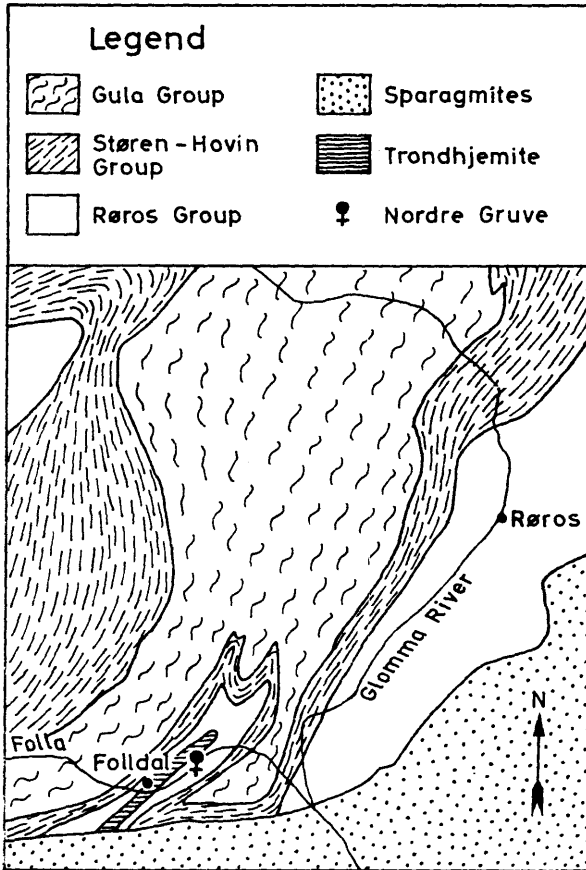 Legend
Gula Group
Sparagmites
Støren-Hovin
Group
Trondhjemite
Røros Group
Nordre Gruve
Røros
Glomma River
N
Folla
Folldal